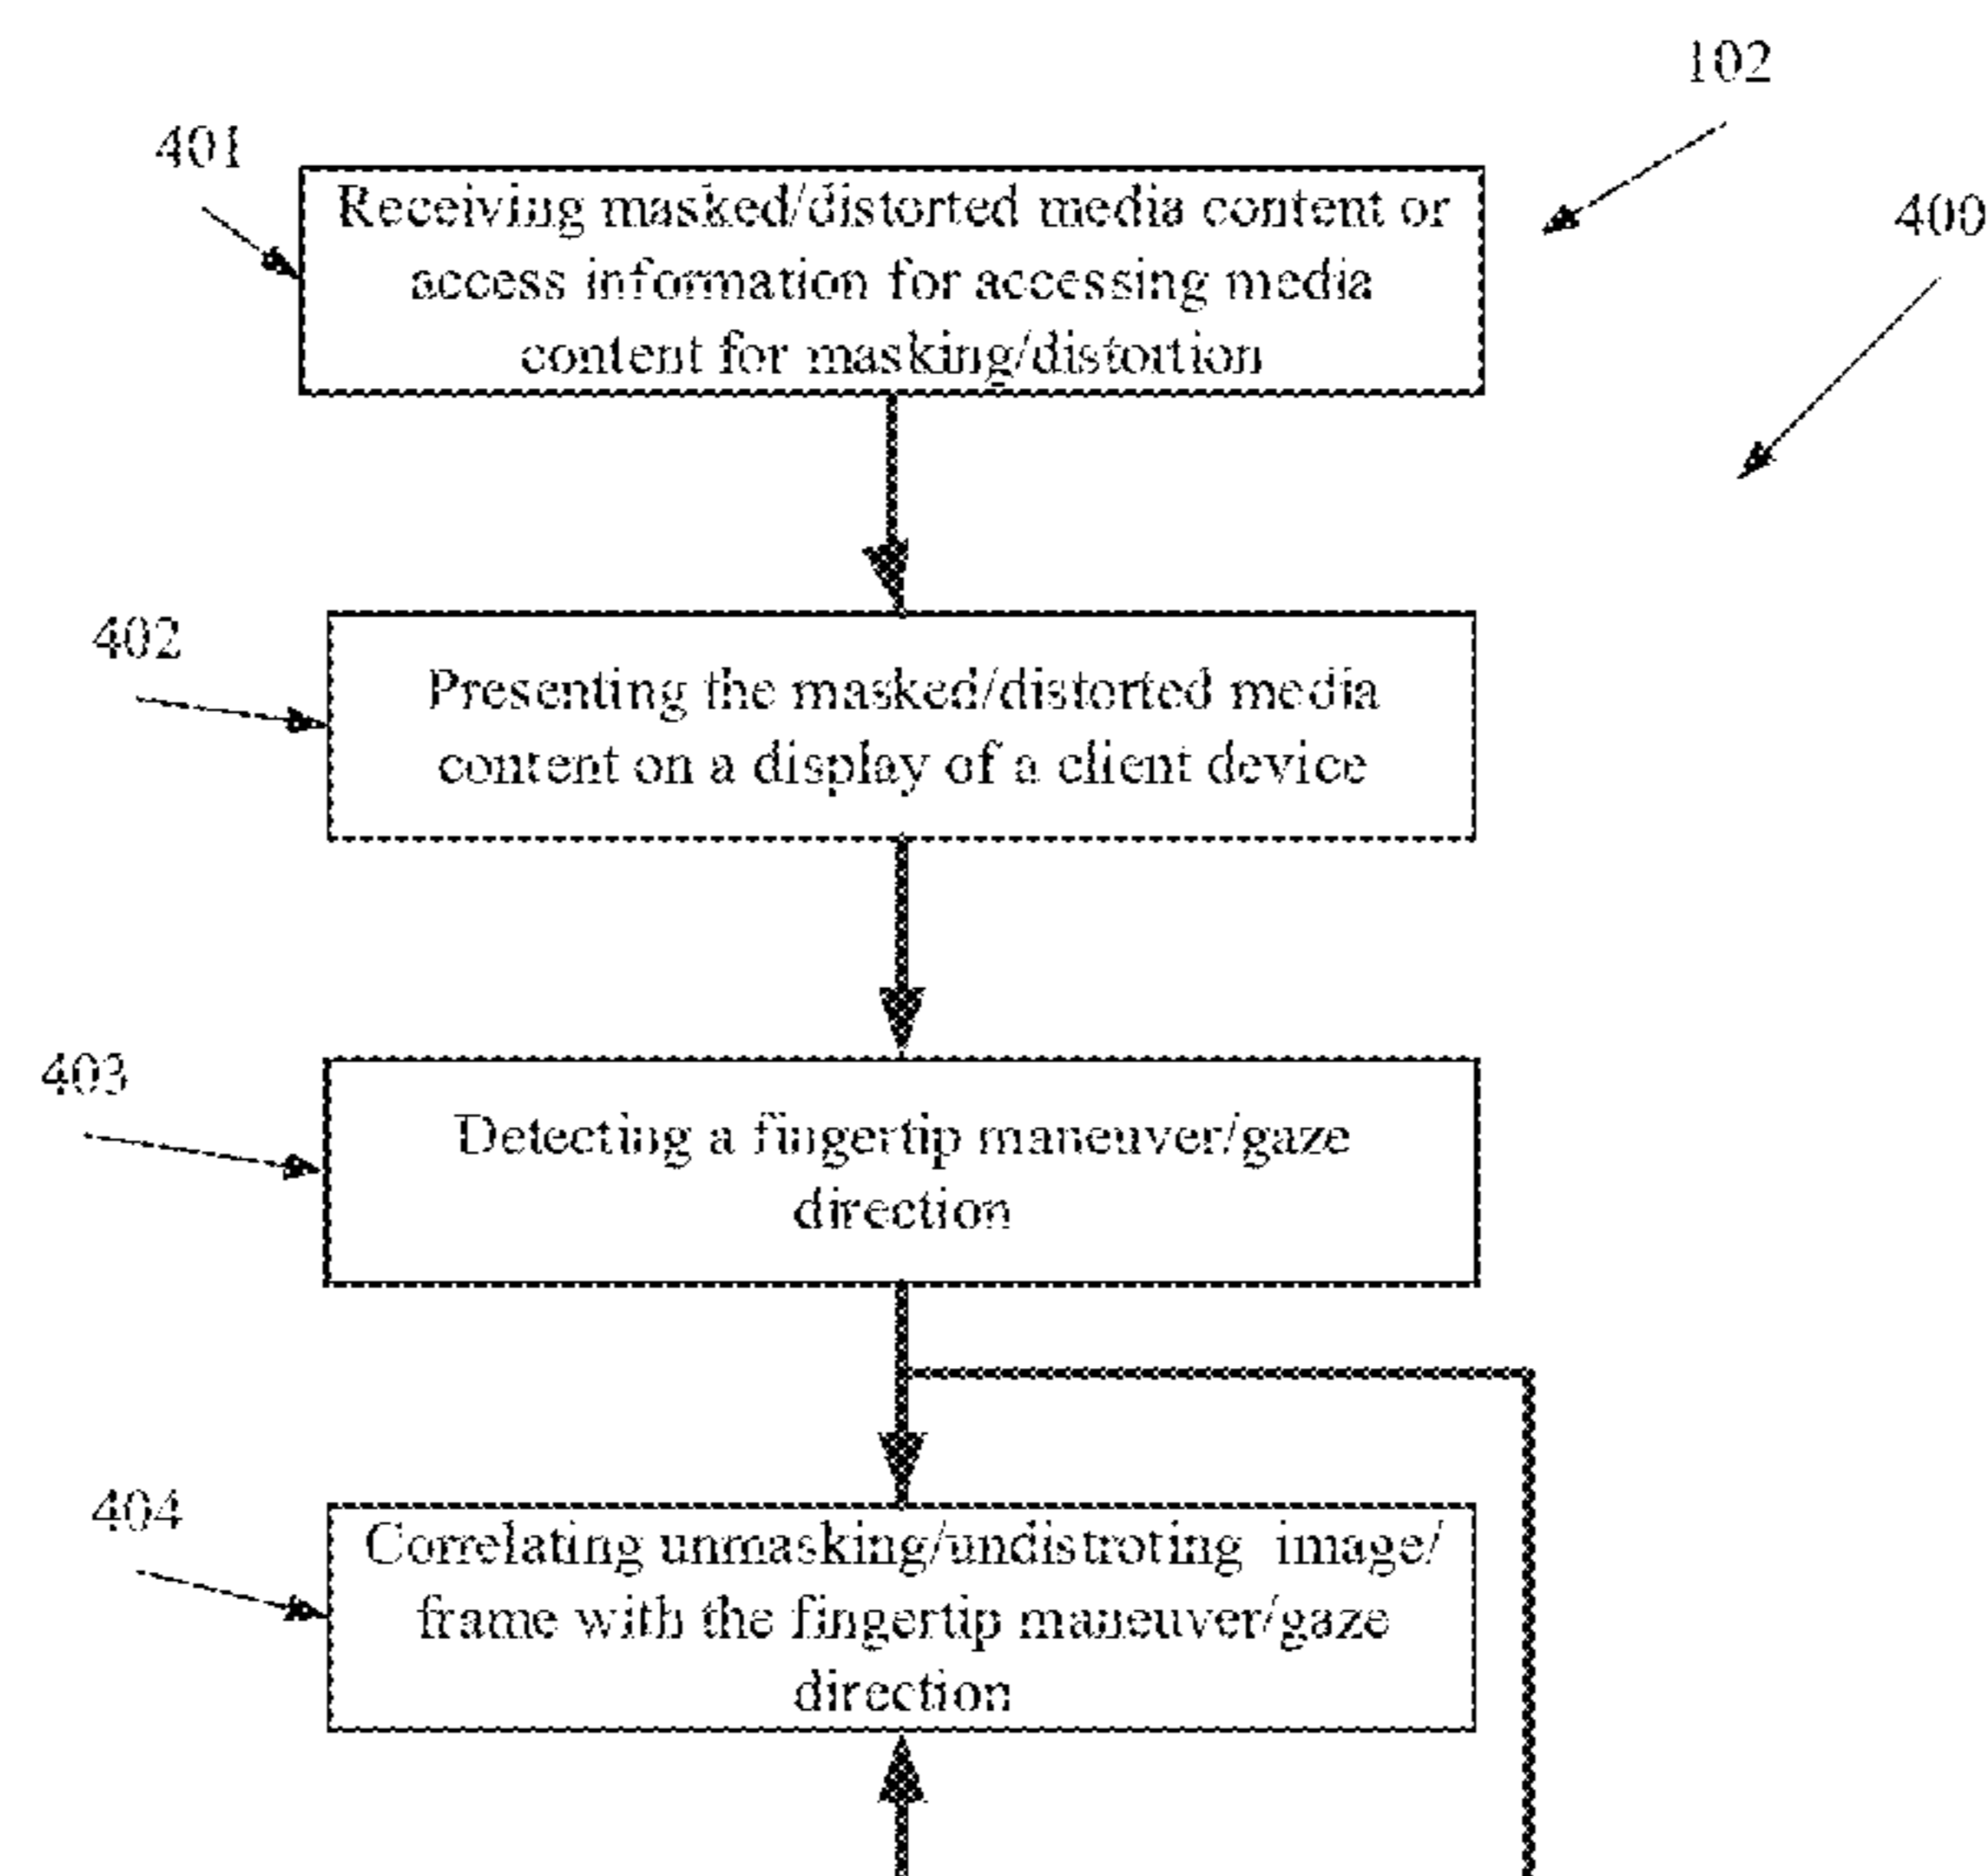 102
401
400
Receiving masked/distorted media content or
access information for accessing media
content for masking/distortion
402
Presenting the masked/distorted media
content on a display of a client device
403
Detecting a fingertip maneuver/gaze
direction
404
Correlating unmasking/undistroting image/
frame with the fingertip maneuver/gaze
direction